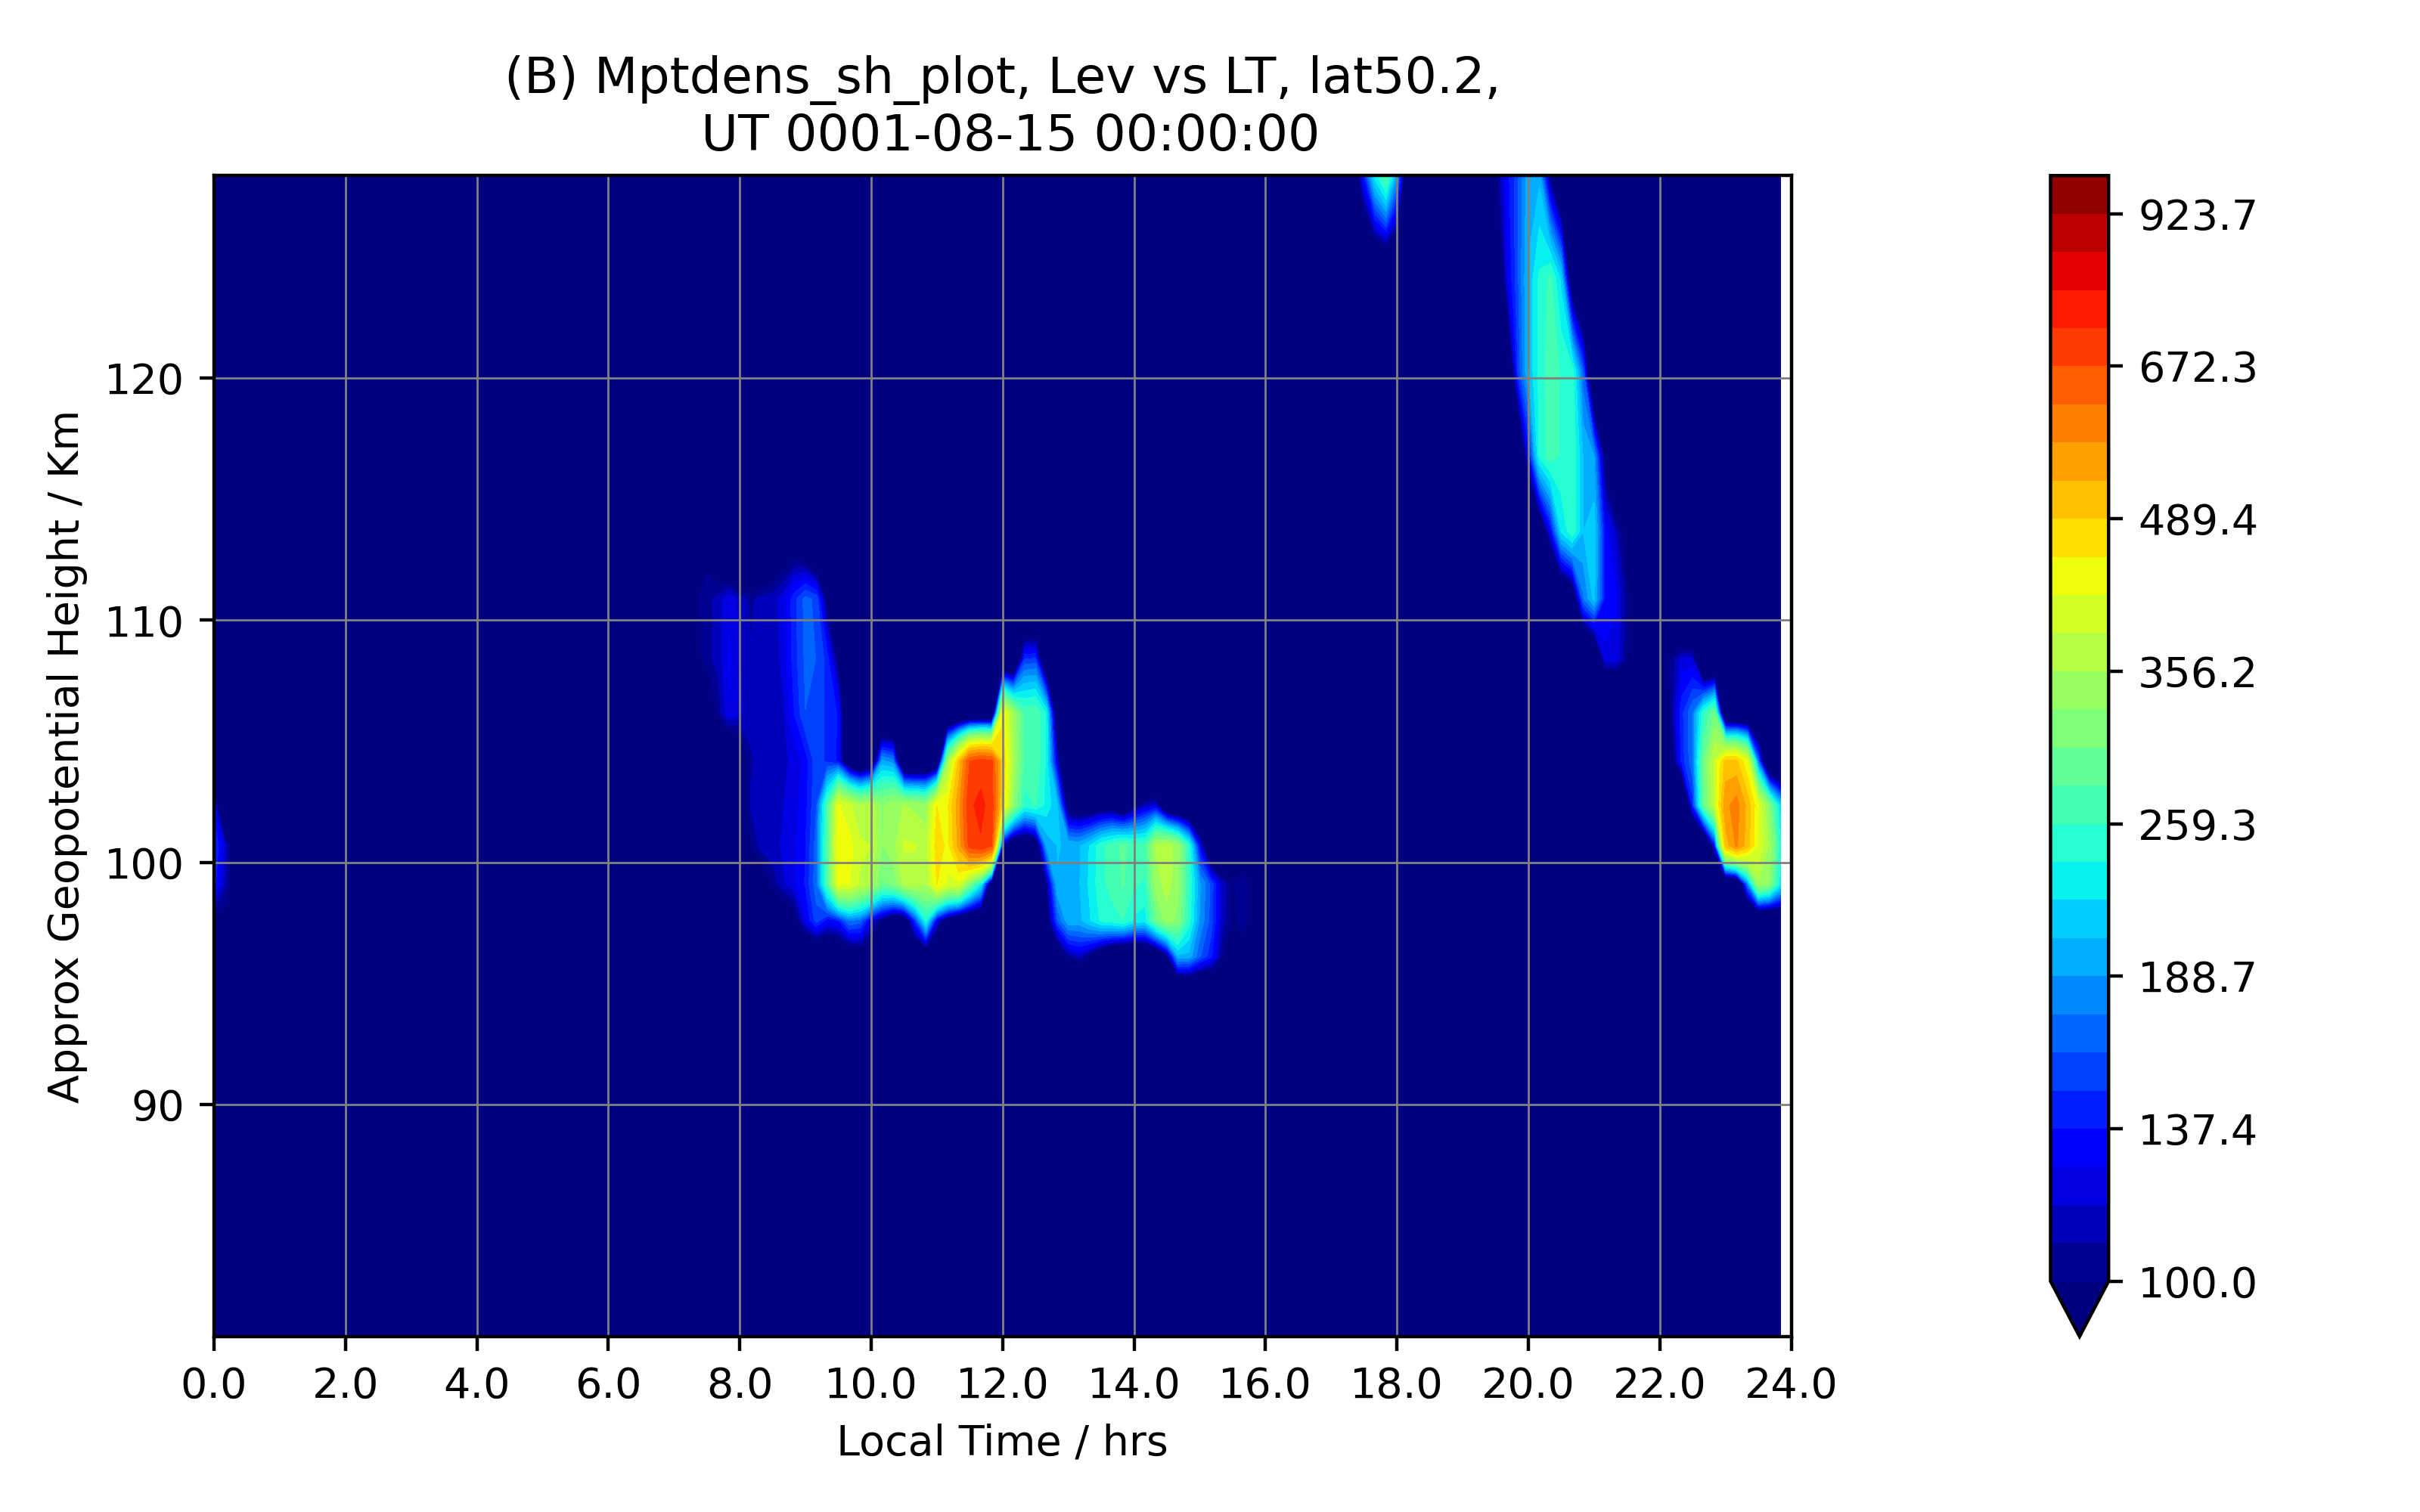 (B) Mptdens_sh_plot, Lev vs LT, lat50.2,
UT 0001-08-15 00:00:00
Approx Geopotential Height / Km
120
110
100
90
0.0 2.0 4.0 6.0 8.0 10.0 12.0 14.0 16.0 18.0 20.0 22.0 24.0
Local Time / hrs
923.7
672.3
489.4
356.2
259.3
188.7
137.4
100.0